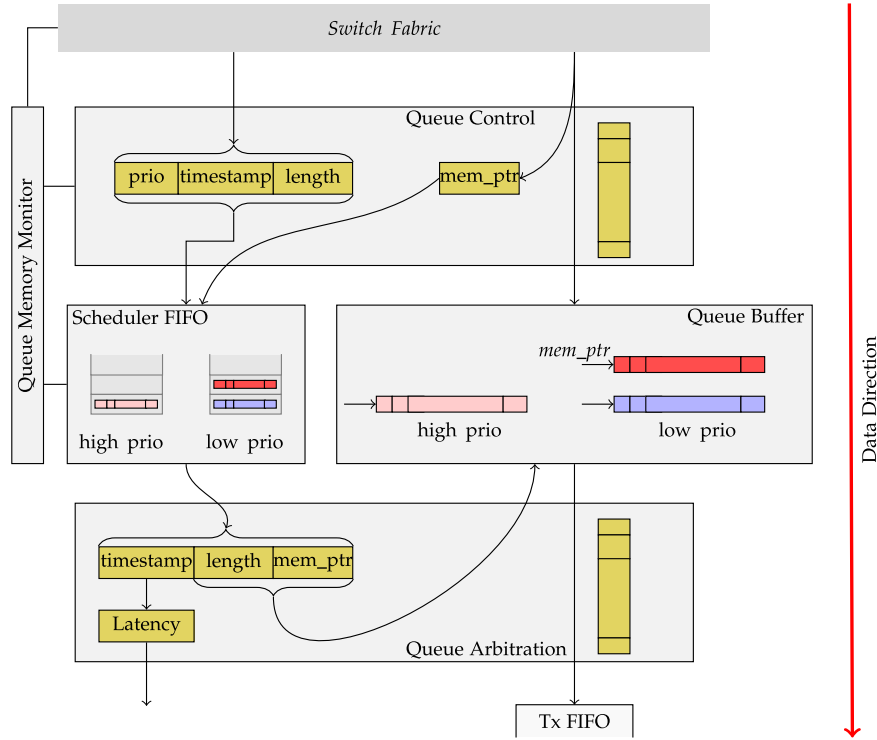 Switch Fabric
Queue Control
prio timestamp length
mem_ptr
Queue Memory Monitor
Scheduler FIFO
Queue Buffer
mem_ptr
high prio
low prio
high prio
low prio
Data Direction
timestamp length mem_ptr
Latency
Queue Arbitration
Tx FIFO